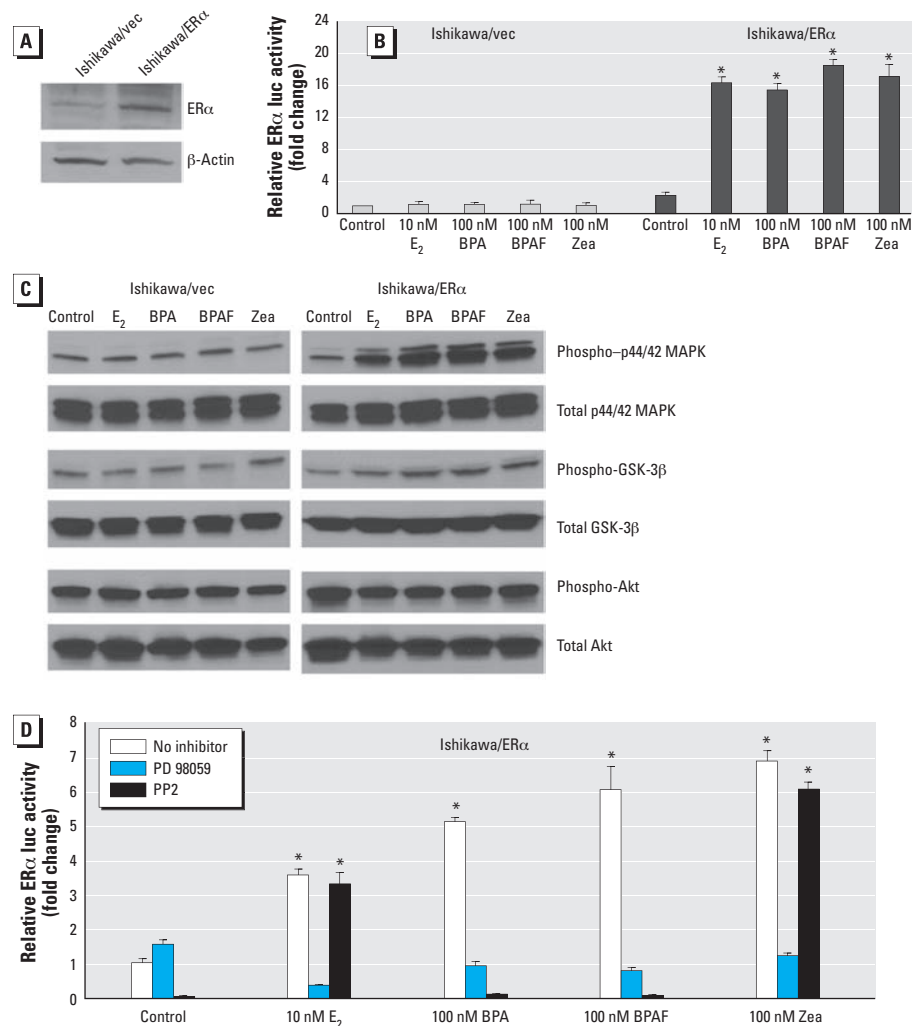 A
Ishikawa/vec
Ishikawa/ERα
ERα
β-Actin
B
Relative ERα luc activity
(fold change)
24
20
16
12
8
4
0
Ishikawa/vec
Ishikawa/ERα
* * * *
Control
10 nM
E₂
100 nM
BPA
100 nM
BPAF
100 nM
Zea
Control
10 nM
E₂
100 nM
BPA
100 nM
BPAF
100 nM
Zea
C
Ishikawa/vec
Ishikawa/ERα
Control E₂ BPA BPAF Zea
Control E₂ BPA BPAF Zea
Phospho–p44/42 MAPK
Total p44/42 MAPK
Phospho-GSK-3β
Total GSK-3β
Phospho-Akt
Total Akt
D
Relative ERα luc activity
(fold change)
8
7
6
5
4
3
2
1
0
No inhibitor
PD 98059
PP2
Ishikawa/ERα
* * * * * *
Control
10 nM E₂
100 nM BPA
100 nM BPAF
100 nM Zea